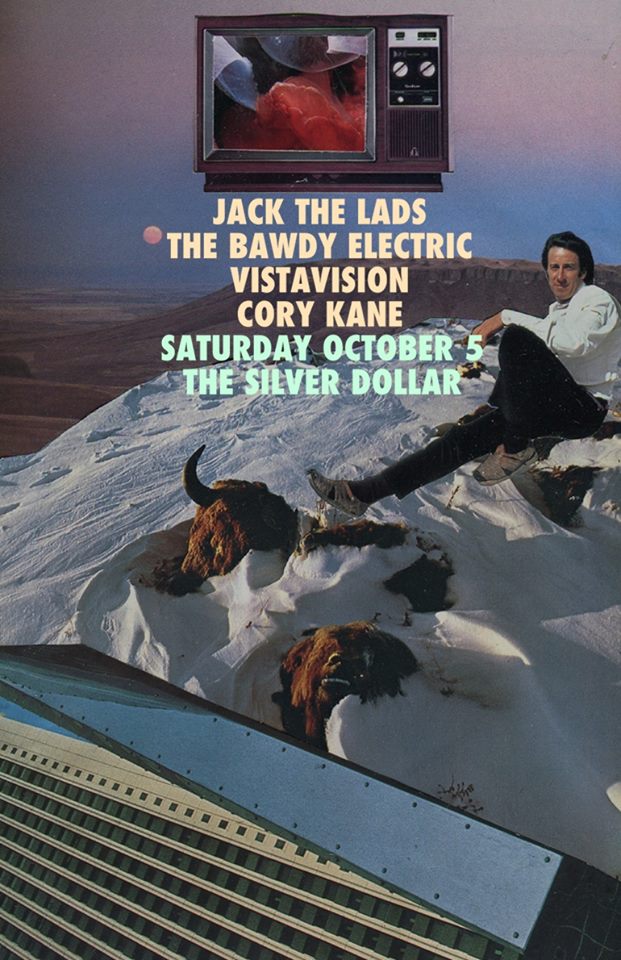 JACK THE LADS
THE BAWDY ELECTRIC
VISTAVISION
CORY KANE
SATURDAY OCTOBER 5
THE SILVER DOLLAR